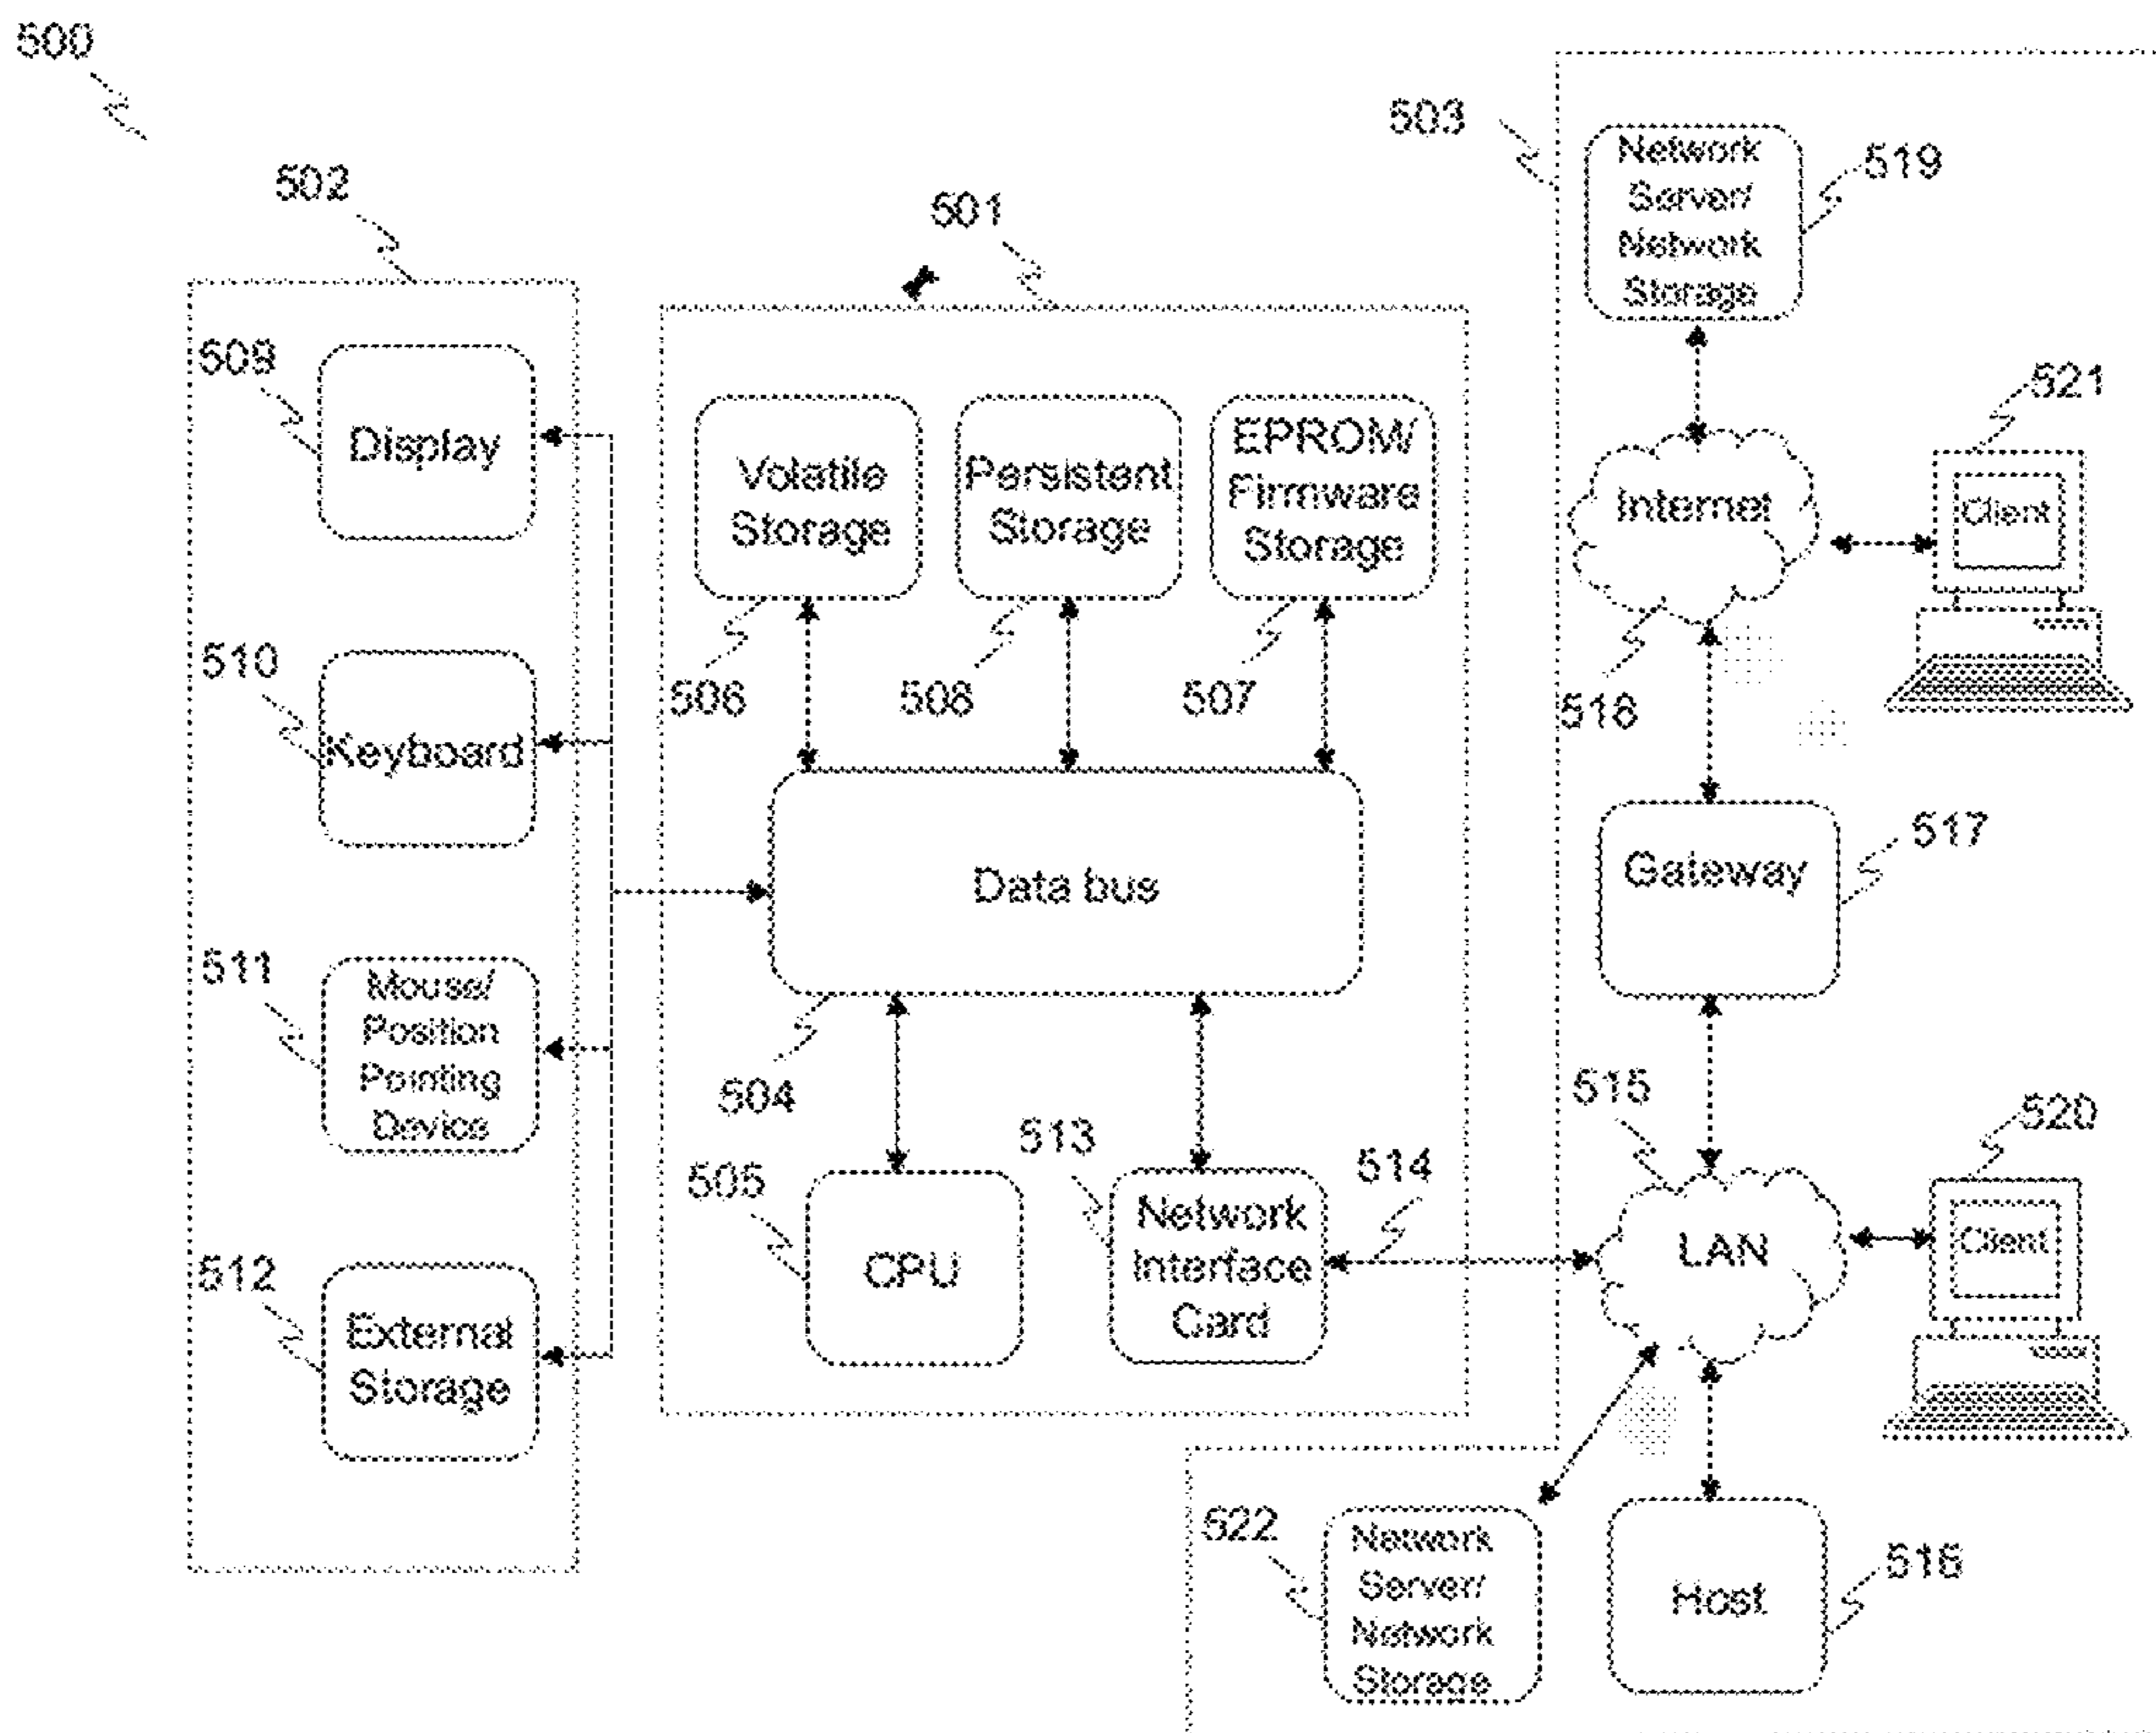 500
502
501
503
509
Display
510
Keyboard
511
Mouse/
Position
Pointing
Device
512
External
Storage
Volatile
Storage
506
Persistent
Storage
508
EPROM/
Firmware
Storage
507
Data bus
504
505
CPU
513
Network
Interface
Card
514
Network
Server/
Network
Storage
519
Internet
521
Client
Gateway
517
515
LAN
520
Client
522
Network
Server/
Network
Storage
Host
516